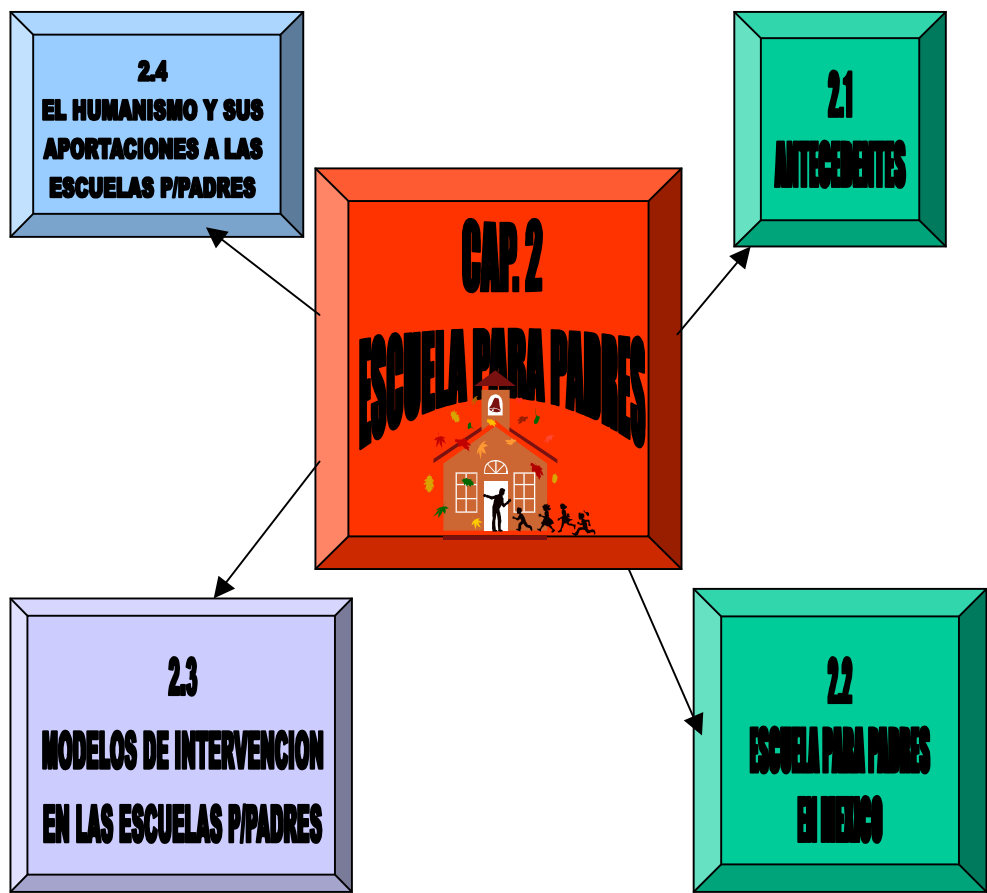 CAP. 2
ESCUELA PARA PADRES
2.1
ANTECEDENTES
2.2
ESCUELA PARA PADRES
EN MEXICO
2.3
MODELOS DE INTERVENCION
EN LAS ESCUELAS P/PADRES
2.4
EL HUMANISMO Y SUS
APORTACIONES A LAS
ESCUELAS P/PADRES